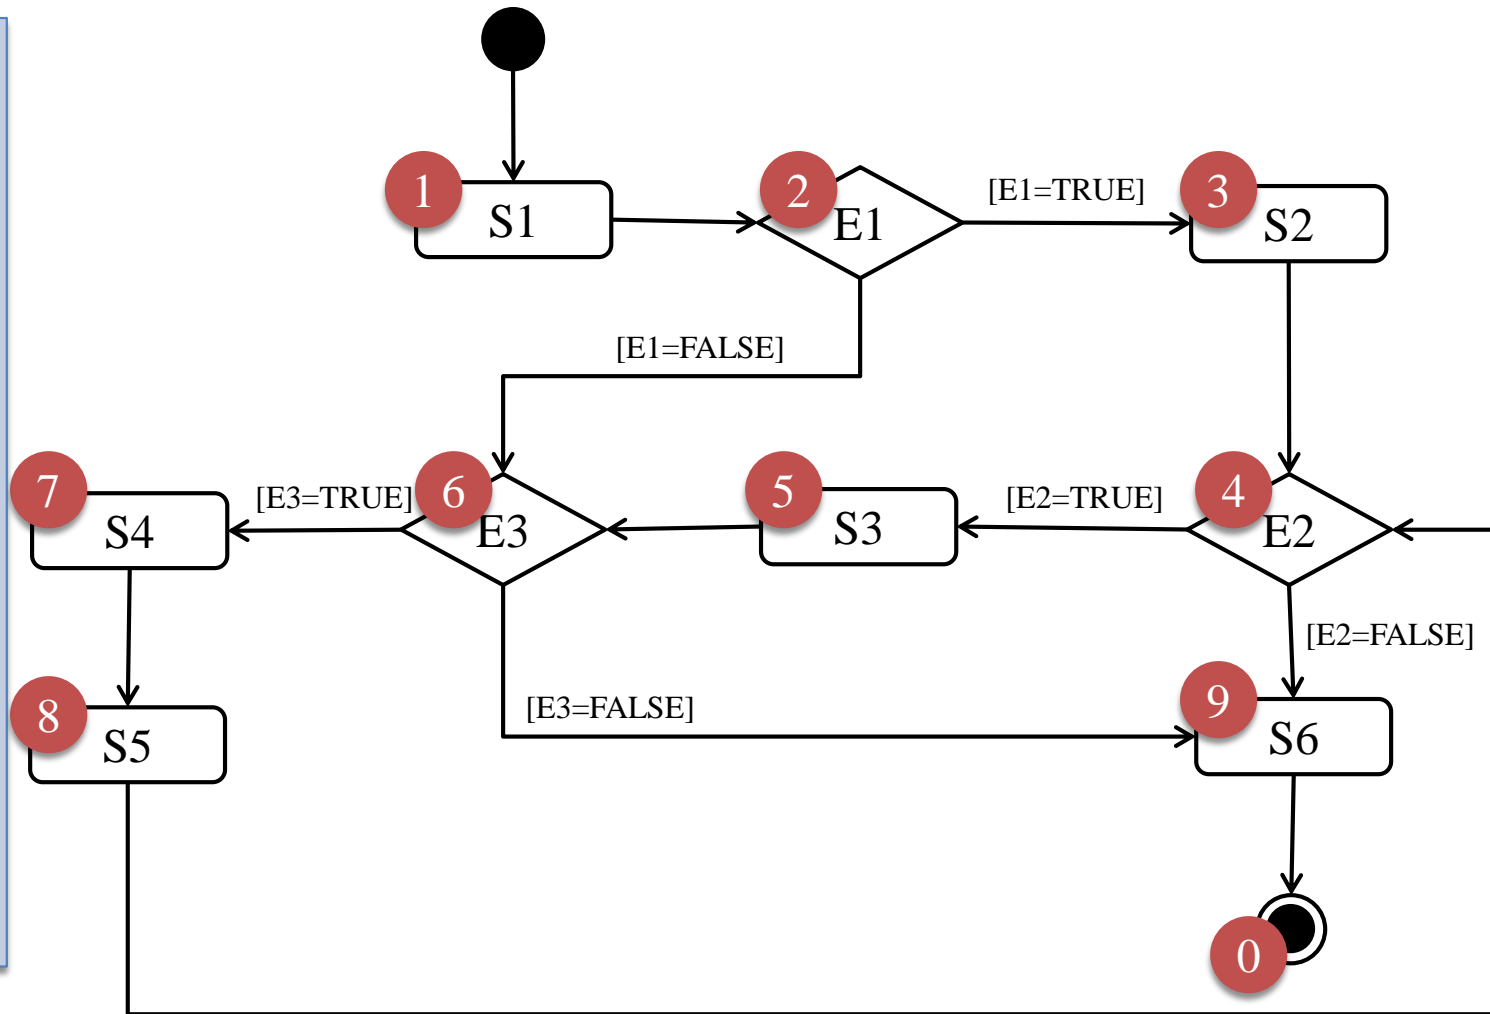 1
S1
2
E1
[E1=TRUE]
3
S2
[E1=FALSE]
7
S4
[E3=TRUE]
6
E3
5
S3
[E2=TRUE]
4
E2
[E2=FALSE]
8
S5
[E3=FALSE]
9
S6
0